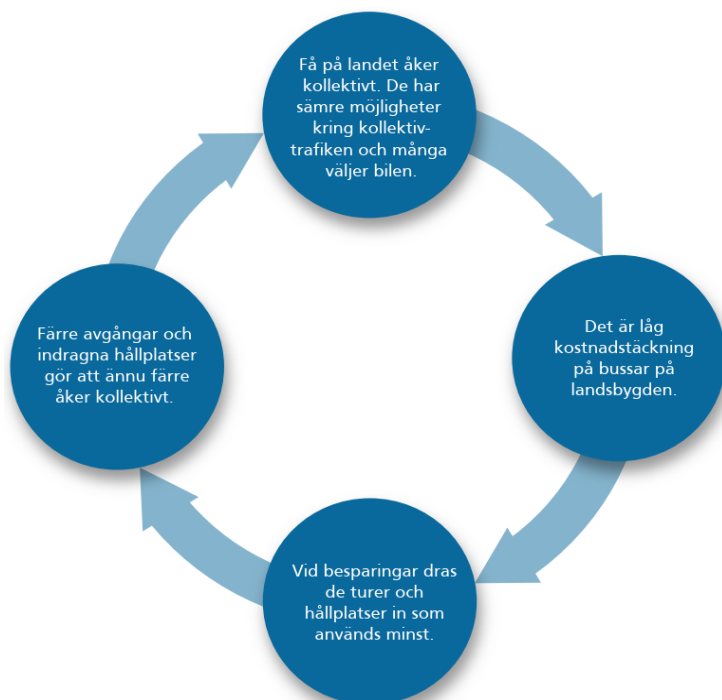 Få på landet åker
kollektivt. De har
sämre möjligheter
kring kollektiv-
trafiken och många
väljer bilen.
Det är låg
kostnadstäckning
på bussar på
landsbygden.
Vid besparingar dras
de turer och
hållplatser in som
används minst.
Färre avgångar och
indragna hållplatser
gör att ännu färre
åker kollektivt.